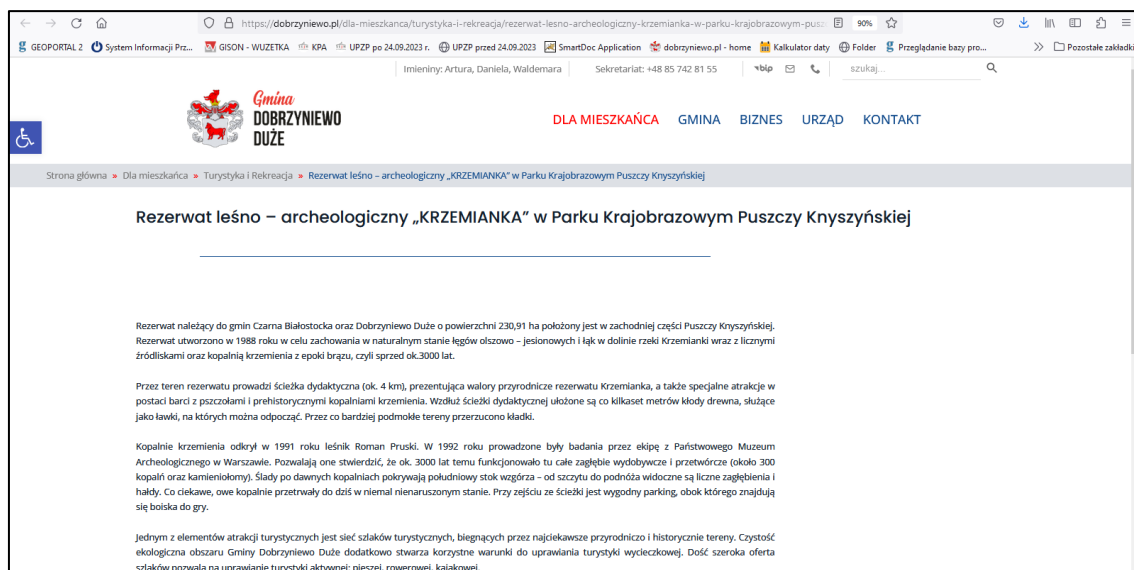 https://dobrzyniewo.pl/dla-mieszkanca/turystyka-i-rekreacja/rezerwat-lesno-archeologiczny-krzemianka-w-parku-krajobrazowym-pusz 90%
GEOPORTAL 2 System Informacji Prz... GISON - WUZETKA KPA UPZP po 24.09.2023 r. UPZP przed 24.09.2023 SmartDoc Application dobrzyniewo.pl - home Kalkulator daty Folder Przeglądanie bazy pro... Pozostałe zakładki
Imieniny: Artura, Daniela, Waldemara Sekretariat: +48 85 742 81 55 bip szukaj...
Gmina
DOBRZYNIEWO
DUŻE
DLA MIESZKAŃCA GMINA BIZNES URZĄD KONTAKT
Strona główna » Dla mieszkańca » Turystyka i Rekreacja » Rezerwat leśno – archeologiczny „KRZEMIANKA” w Parku Krajobrazowym Puszczy Knyszyńskiej
Rezerwat leśno – archeologiczny „KRZEMIANKA” w Parku Krajobrazowym Puszczy Knyszyńskiej
Rezerwat należący do gmin Czarna Białostocka oraz Dobrzyniewo Duże o powierzchni 230,91 ha położony jest w zachodniej części Puszczy Knyszyńskiej.
Rezerwat utworzono w 1988 roku w celu zachowania w naturalnym stanie łęgów olszowo – jesionowych i łąk w dolinie rzeki Krzemianki wraz z licznymi
źródliskami oraz kopalnią krzemienia z epoki brązu, czyli sprzed ok.3000 lat.
Przez teren rezerwatu prowadzi ścieżka dydaktyczna (ok. 4 km), prezentująca walory przyrodnicze rezerwatu Krzemianka, a także specjalne atrakcje w
postaci barci z pszczołami i prehistorycznymi kopalniami krzemienia. Wzdłuż ścieżki dydaktycznej ułożone są co kilkaset metrów kłody drewna, służące
jako ławki, na których można odpocząć. Przez co bardziej podmokłe tereny przerzucono kładki.
Kopalnie krzemienia odkrył w 1991 roku leśnik Roman Pruski. W 1992 roku prowadzone były badania przez ekipę z Państwowego Muzeum
Archeologicznego w Warszawie. Pozwalają one stwierdzić, że ok. 3000 lat temu funkcjonowało tu całe zagłębie wydobywcze i przetwórcze (około 300
kopalń oraz kamieniołomy). Ślady po dawnych kopalniach pokrywają południowy stok wzgórza – od szczytu do podnóża widoczne są liczne zagłębienia i
hałdy. Co ciekawe, owe kopalnie przetrwały do dziś w niemal nienaruszonym stanie. Przy zejściu ze ścieżki jest wygodny parking, obok którego znajdują
się boiska do gry.
Jednym z elementów atrakcji turystycznych jest sieć szlaków turystycznych, biegnących przez najciekawsze przyrodniczo i historycznie tereny. Czystość
ekologiczna obszaru Gminy Dobrzyniewo Duże dodatkowo stwarza korzystne warunki do uprawiania turystyki wycieczkowej. Dość szeroka oferta
szlaków pozwala na uprawianie turystyki aktywnej: pieszej, rowerowej, kajakowej.